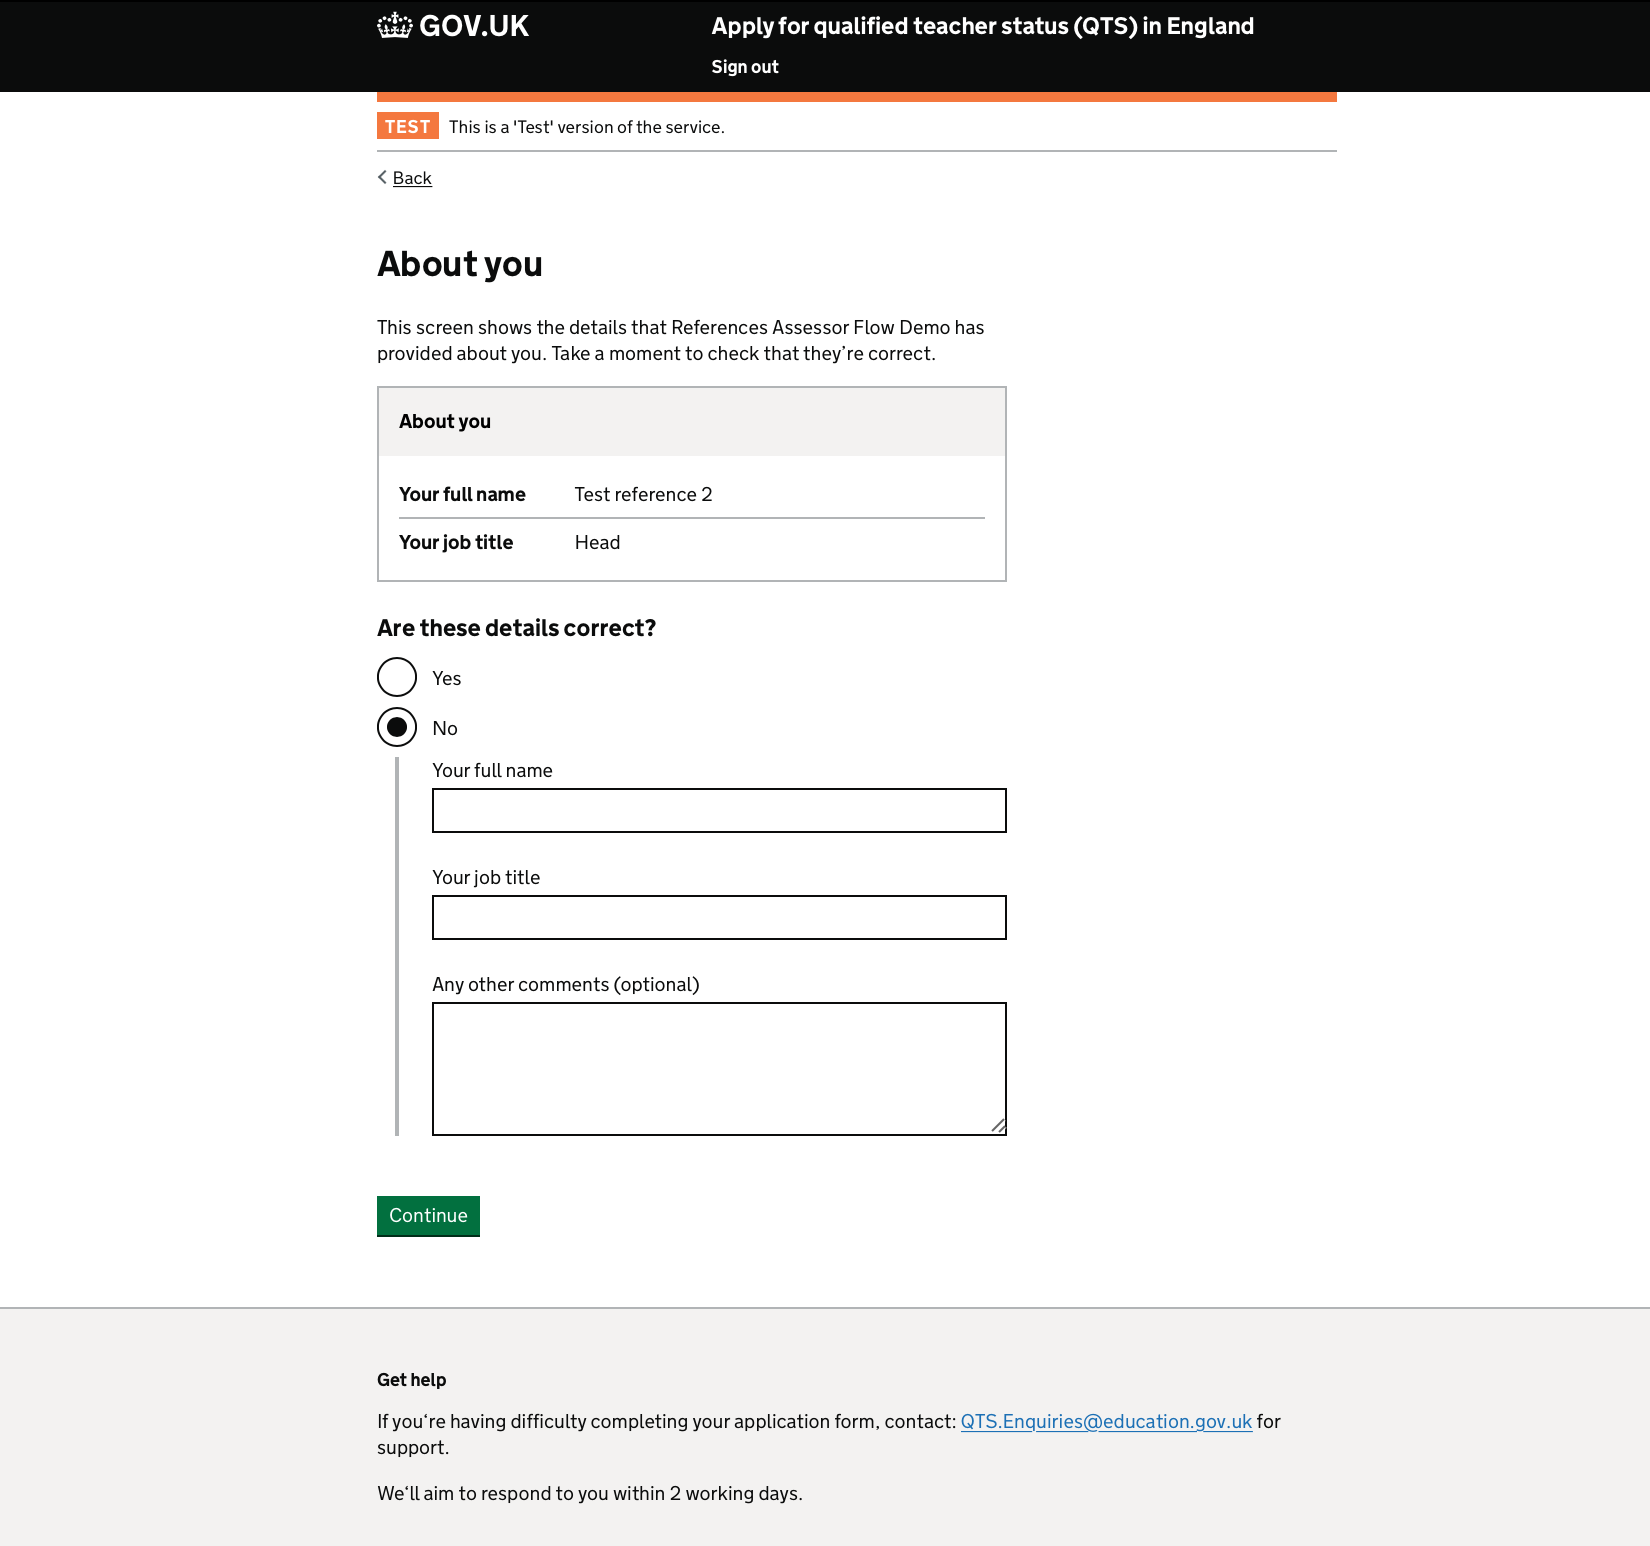 GOV.UK
Apply for qualified teacher status (QTS) in England
Sign out
TEST This is a 'Test' version of the service.
Back
About you
This screen shows the details that References Assessor Flow Demo has
provided about you. Take a moment to check that they’re correct.
About you
Your full name Test reference 2
Your job title Head
Are these details correct?
Yes
No
Your full name
Your job title
Any other comments (optional)
Continue
Get help
If you‘re having difficulty completing your application form, contact: QTS.Enquiries@education.gov.uk for
support.
We‘ll aim to respond to you within 2 working days.